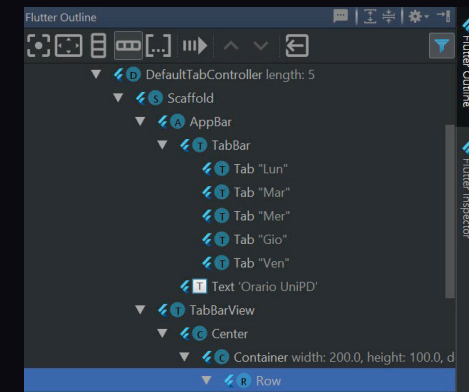 Flutter Outline
DefaultTabController length: 5
Scaffold
AppBar
TabBar
Tab "Lun"
Tab "Mar"
Tab "Mer"
Tab "Gio"
Tab "Ven"
Text 'Orario UniPD'
TabBarView
Center
Container width: 200.0, height: 100.0, d
Row
Flutter Outline
Flutter Inspector